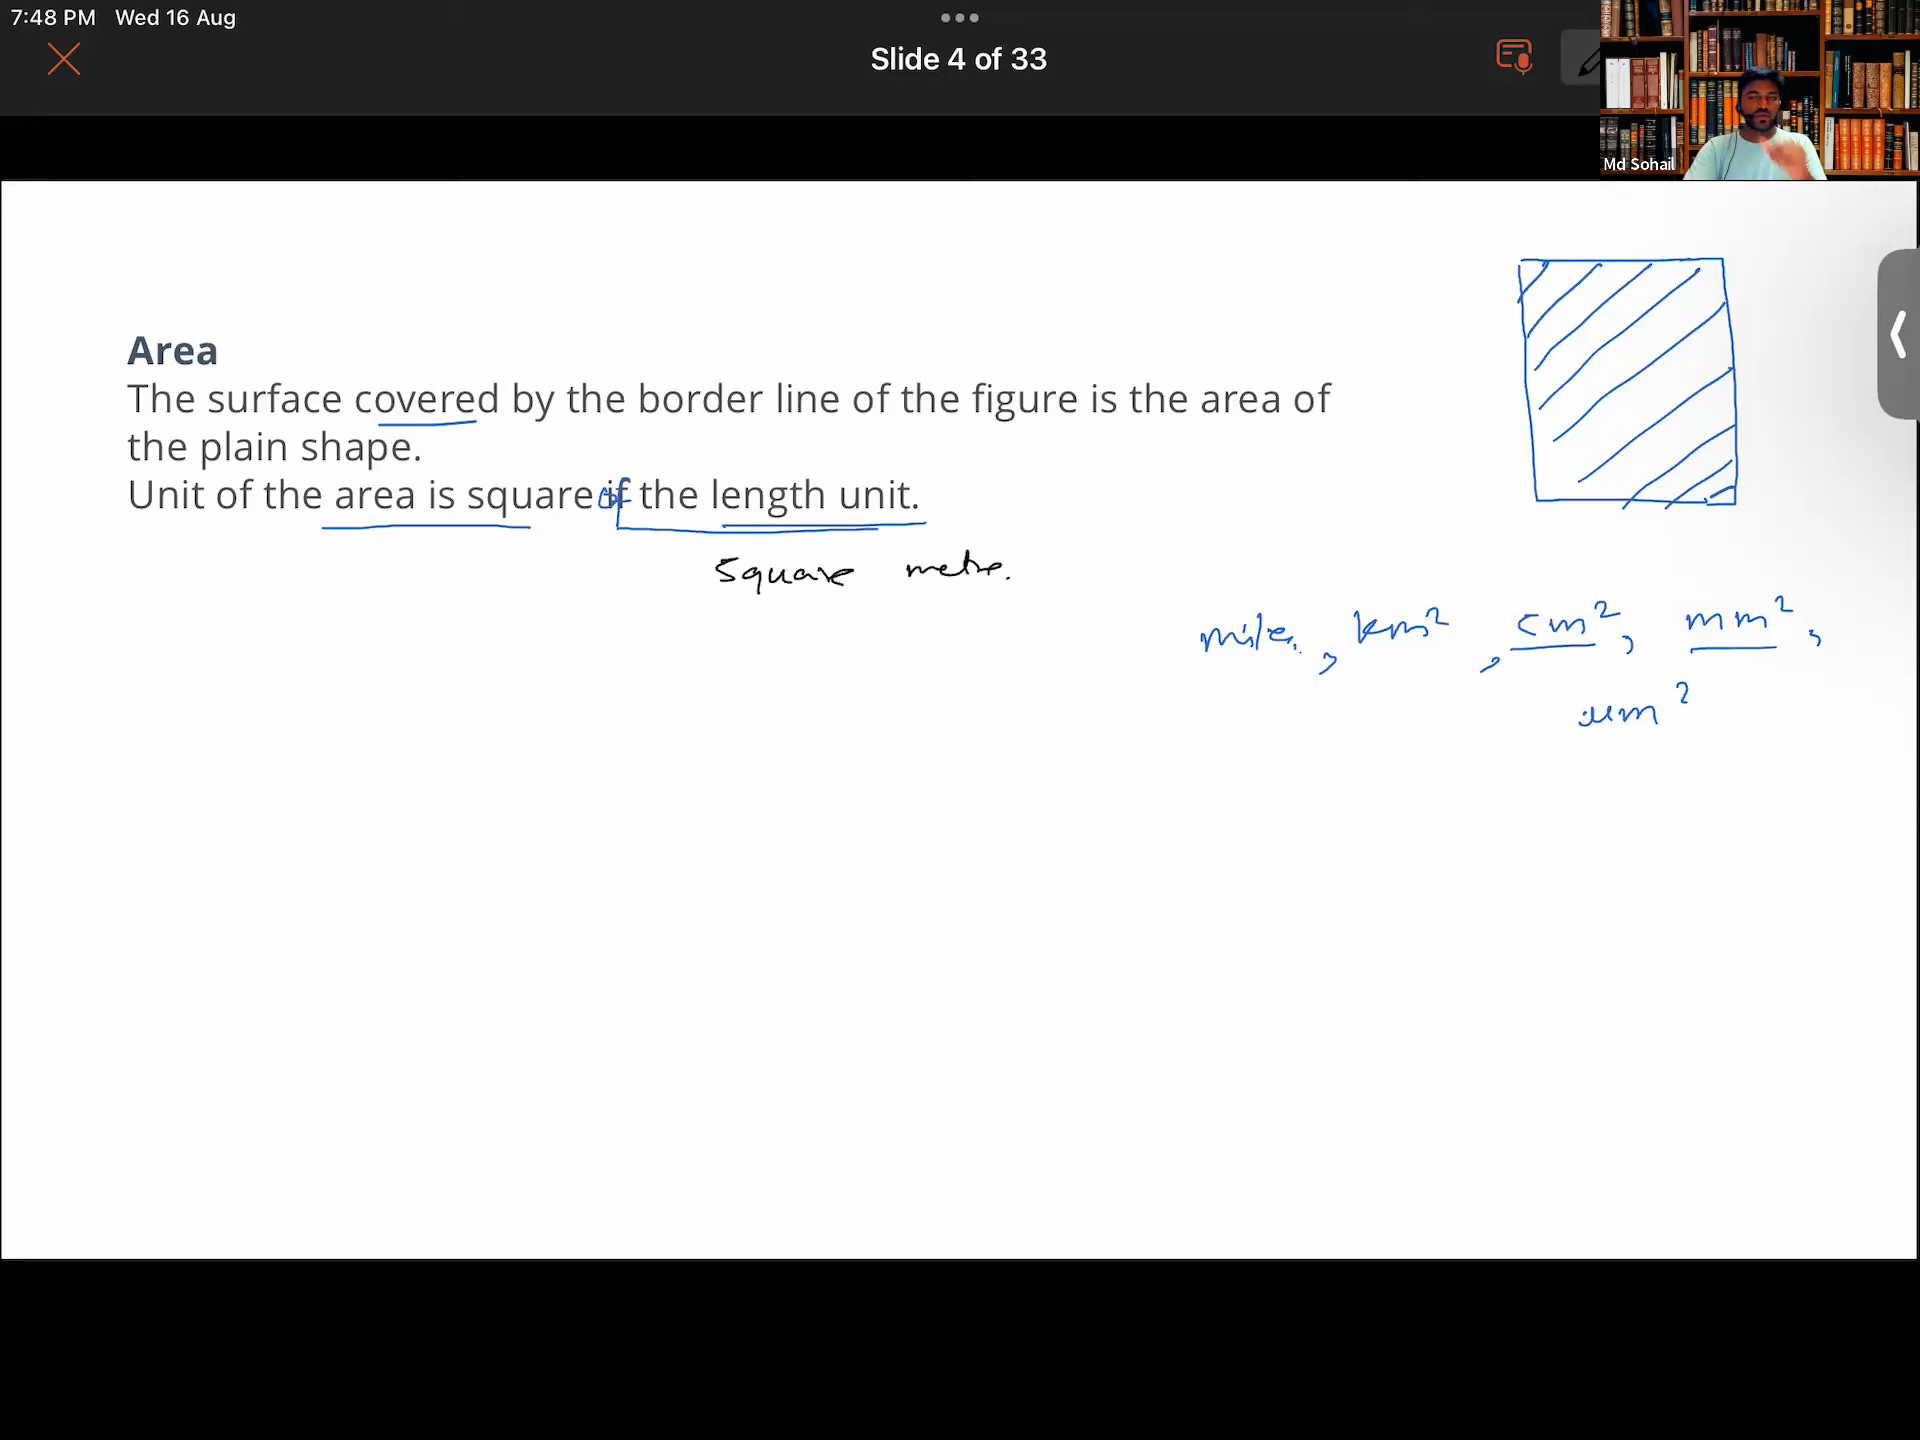 7:48 PM Wed 16 Aug
Slide 4 of 33
Md Sohail
Area
The surface covered by the border line of the figure is the area of
the plain shape.
Unit of the area is square of the length unit.
square metre.
mile, km², cm², mm²,
µm²